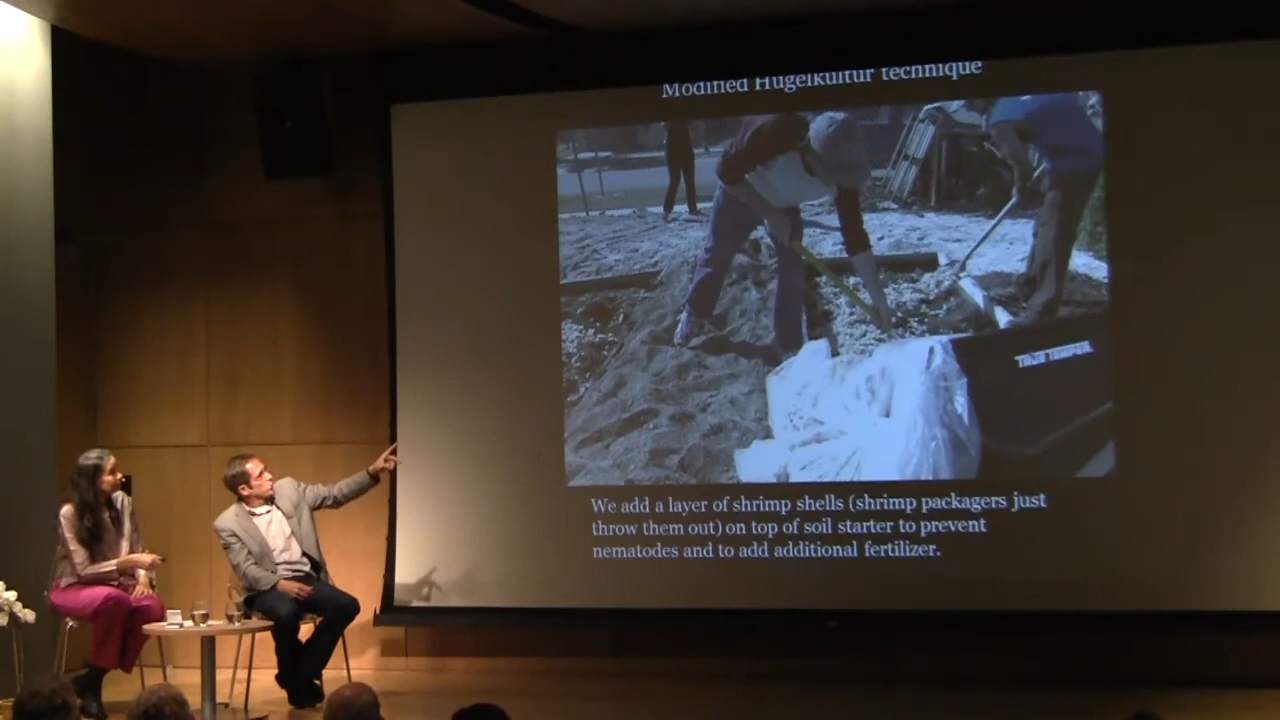 Modified Hugelkultur technique
TRUE TEMPER
We add a layer of shrimp shells (shrimp packagers just
throw them out) on top of soil starter to prevent
nematodes and to add additional fertilizer.